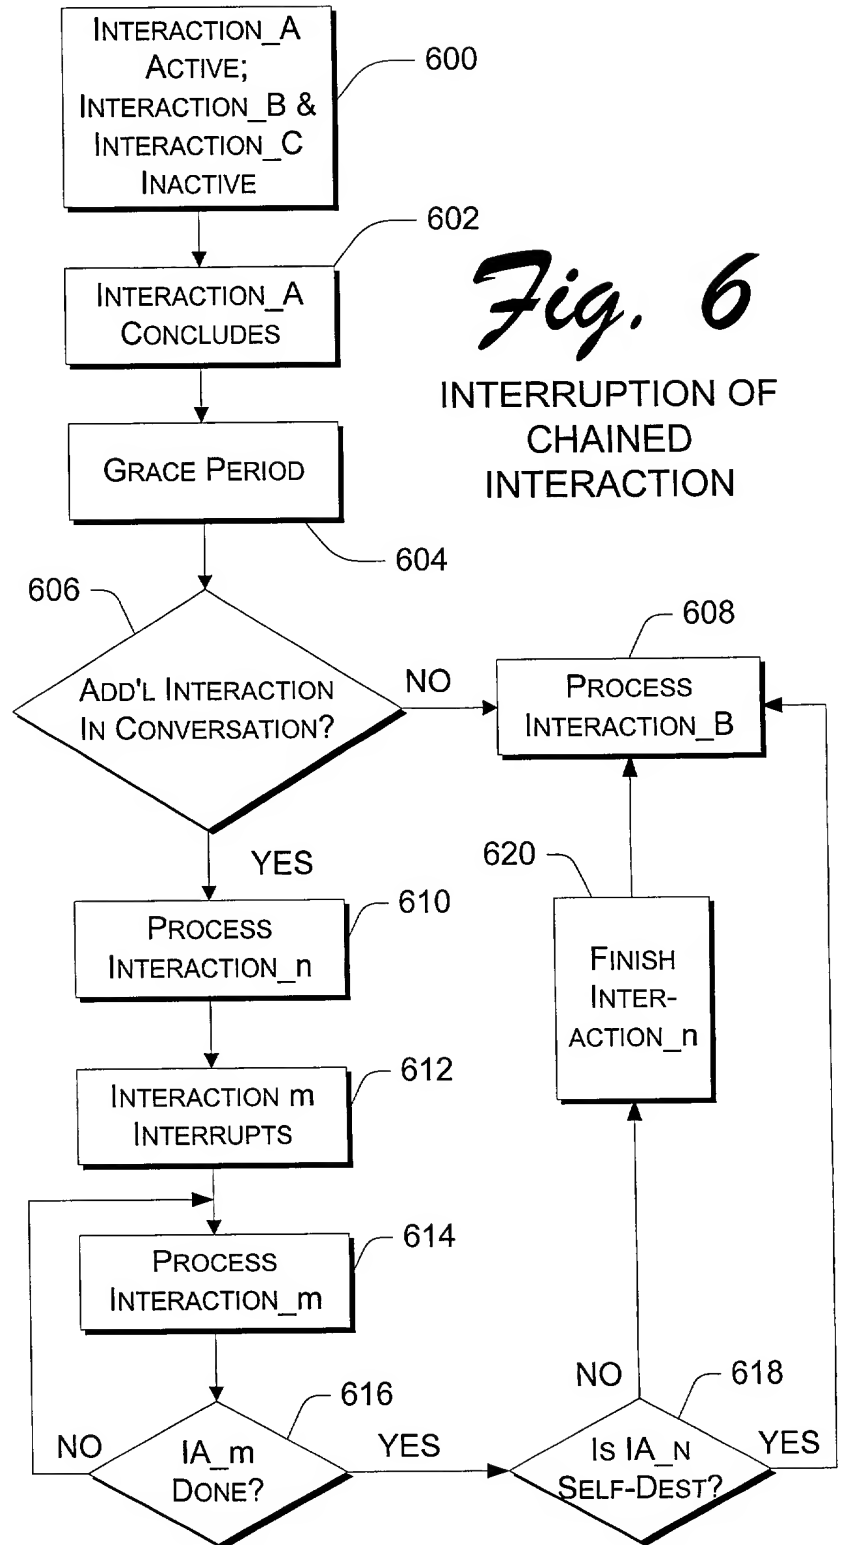 INTERACTION_A
ACTIVE;
INTERACTION_B &
INTERACTION_C
INACTIVE
600
602
INTERACTION_A
CONCLUDES
Fig. 6
INTERRUPTION OF
CHAINED
INTERACTION
GRACE PERIOD
604
606
ADD'L INTERACTION
IN CONVERSATION?
NO
608
PROCESS
INTERACTION_B
YES
610
PROCESS
INTERACTION_n
620
FINISH
INTER-
ACTION_n
612
INTERACTION m
INTERRUPTS
614
PROCESS
INTERACTION_m
616
NO
IA_m
DONE?
YES
618
NO
IS IA_N
SELF-DEST?
YES